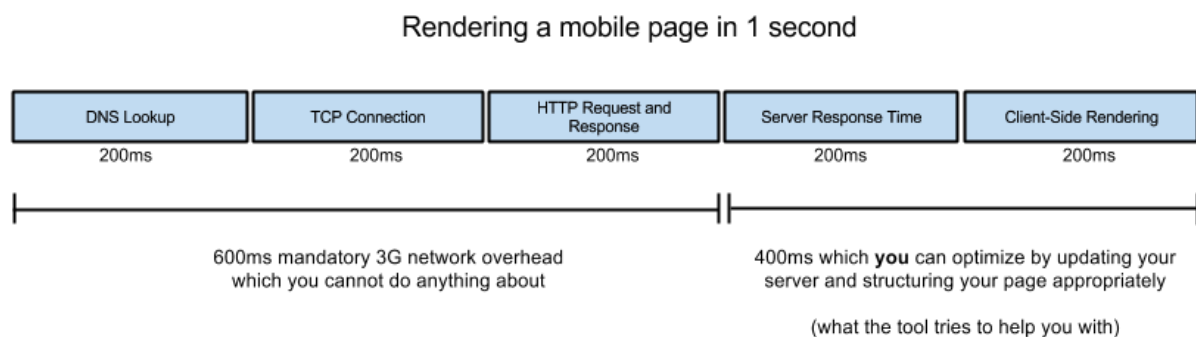 Rendering a mobile page in 1 second
DNS Lookup
TCP Connection
HTTP Request and
Response
Server Response Time
Client-Side Rendering
200ms
200ms
200ms
200ms
200ms
600ms mandatory 3G network overhead
which you cannot do anything about
400ms which you can optimize by updating your
server and structuring your page appropriately
(what the tool tries to help you with)